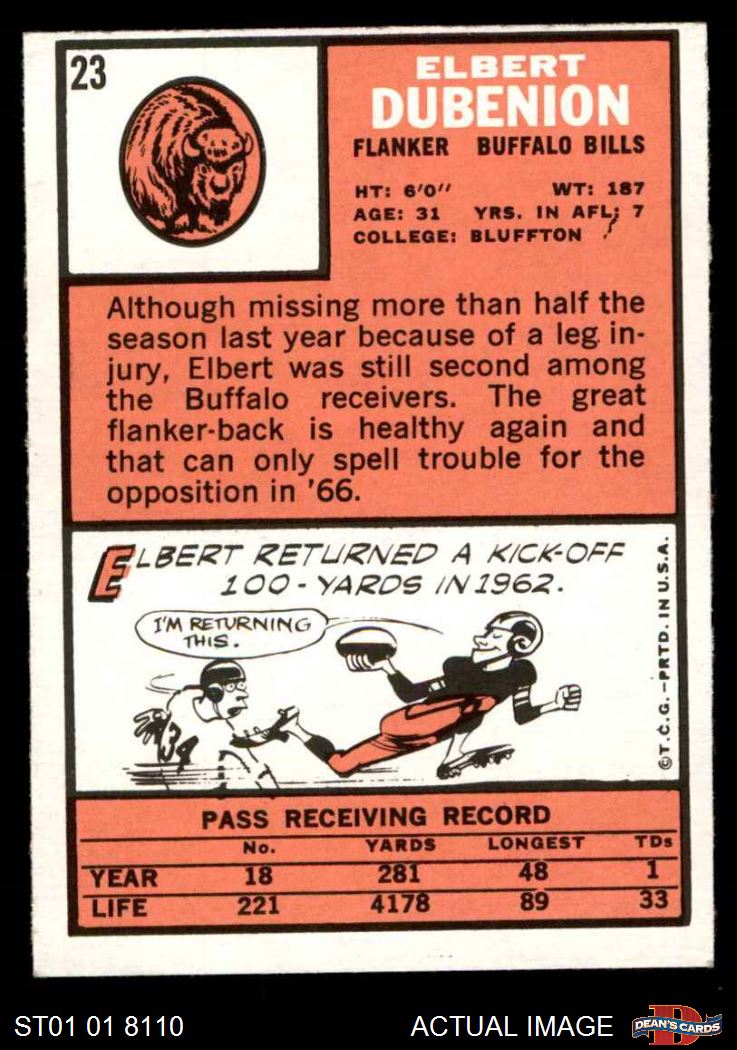 23
ELBERT
DUBENION
FLANKER BUFFALO BILLS
HT: 6'0" WT: 187
AGE: 31 YRS. IN AFL: 7
COLLEGE: BLUFFTON
Although missing more than half the
season last year because of a leg in-
jury, Elbert was still second among
the Buffalo receivers. The great
flanker-back is healthy again and
that can only spell trouble for the
opposition in '66.
ELBERT RETURNED A KICK-OFF
100-YARDS IN 1962.
I'M RETURNING
THIS.
34
©T.C.G.-PRTD. IN U.S.A.
PASS RECEIVING RECORD
No. YARDS LONGEST TDs
YEAR 18 281 48 1
LIFE 221 4178 89 33
ST01 01 8110 ACTUAL IMAGE
DEAN'S CARDS